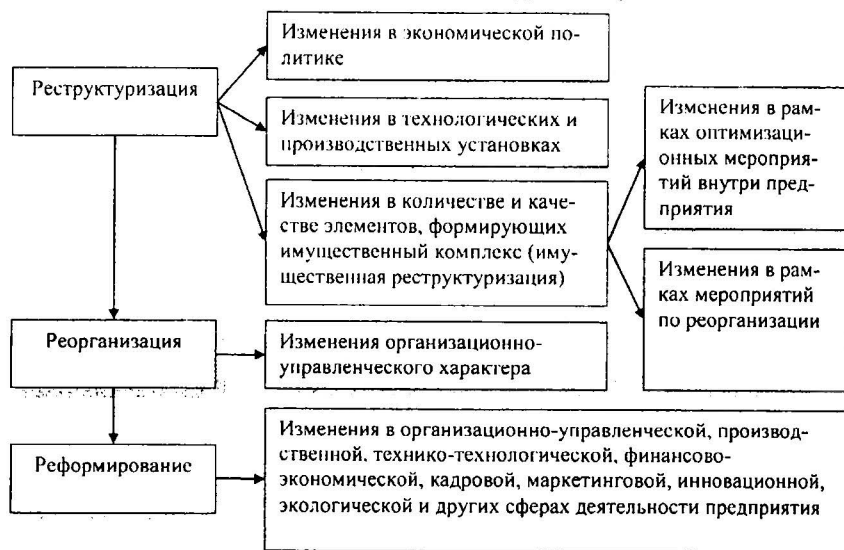 Изменения в экономической по-
литике
Реструктуризация
Изменения в технологических и
производственных установках
Изменения в количестве и каче-
стве элементов, формирующих
имущественный комплекс (иму-
щественная реструктуризация)
Изменения в рам-
ках оптимизаци-
онных мероприя-
тий внутри пред-
приятия
Изменения в рам-
ках мероприятий
по реорганизации
Реорганизация
Изменения организационно-
управленческого характера
Реформирование
Изменения в организационно-управленческой, производ-
ственной, технико-технологической, финансово-
экономической, кадровой, маркетинговой, инновационной,
экологической и других сферах деятельности предприятия